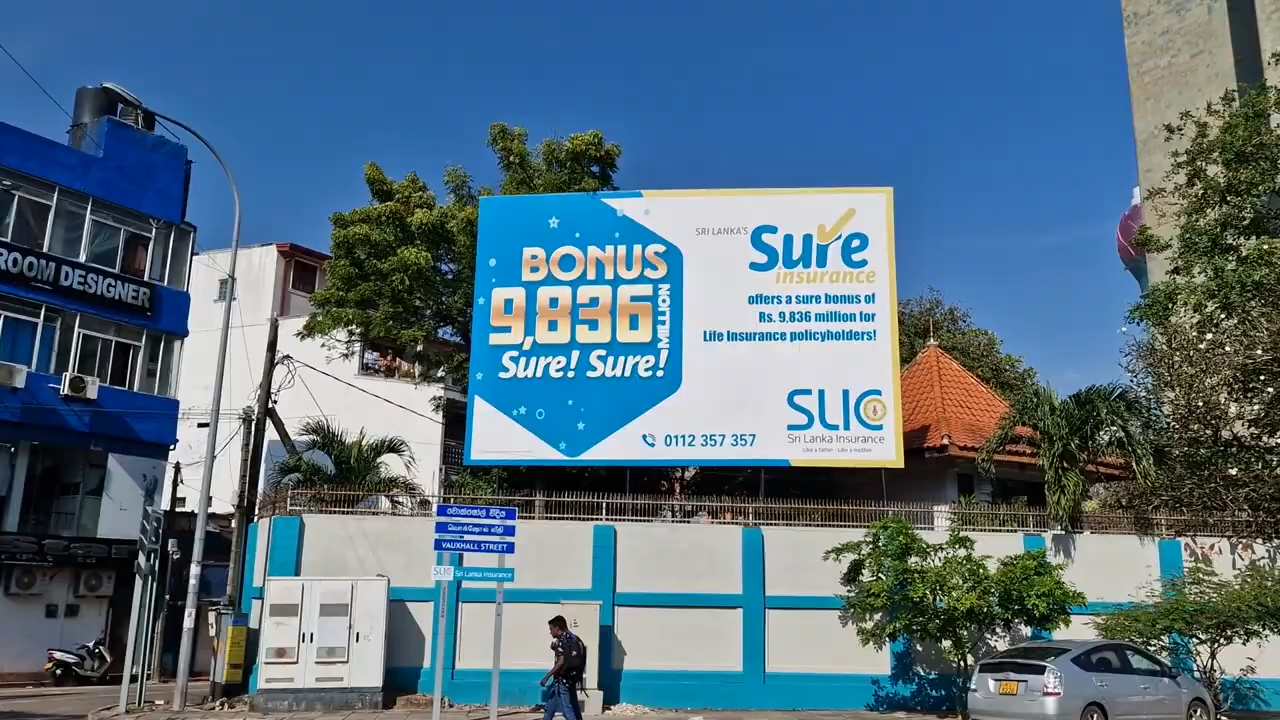 ROOM DESIGNER
BONUS
9,836
MILLION
Sure! Sure!
SRI LANKA'S
Sure
insurance
offers a sure bonus of
Rs. 9,836 million for
Life Insurance policyholders!
0112 357 357
SLIC
Sri Lanka Insurance
Like a father - Like a mother
වොක්ෂෝල් වීදිය
வொக்ஷோல் வீதி
VAUXHALL STREET
SLIC Sri Lanka Insurance